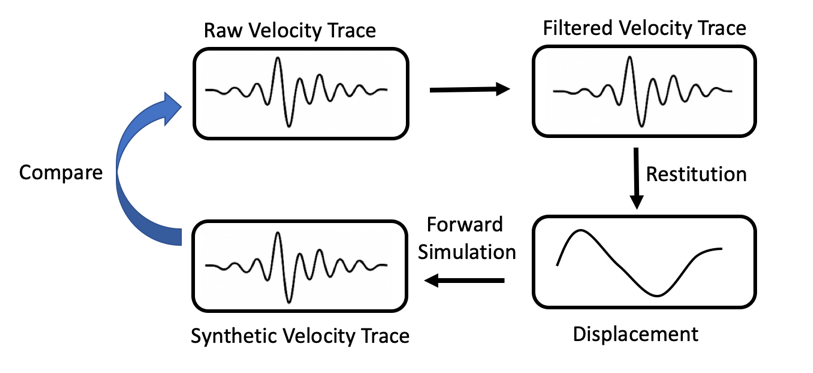 Raw Velocity Trace
Filtered Velocity Trace
Compare
Restitution
Forward
Simulation
Synthetic Velocity Trace
Displacement